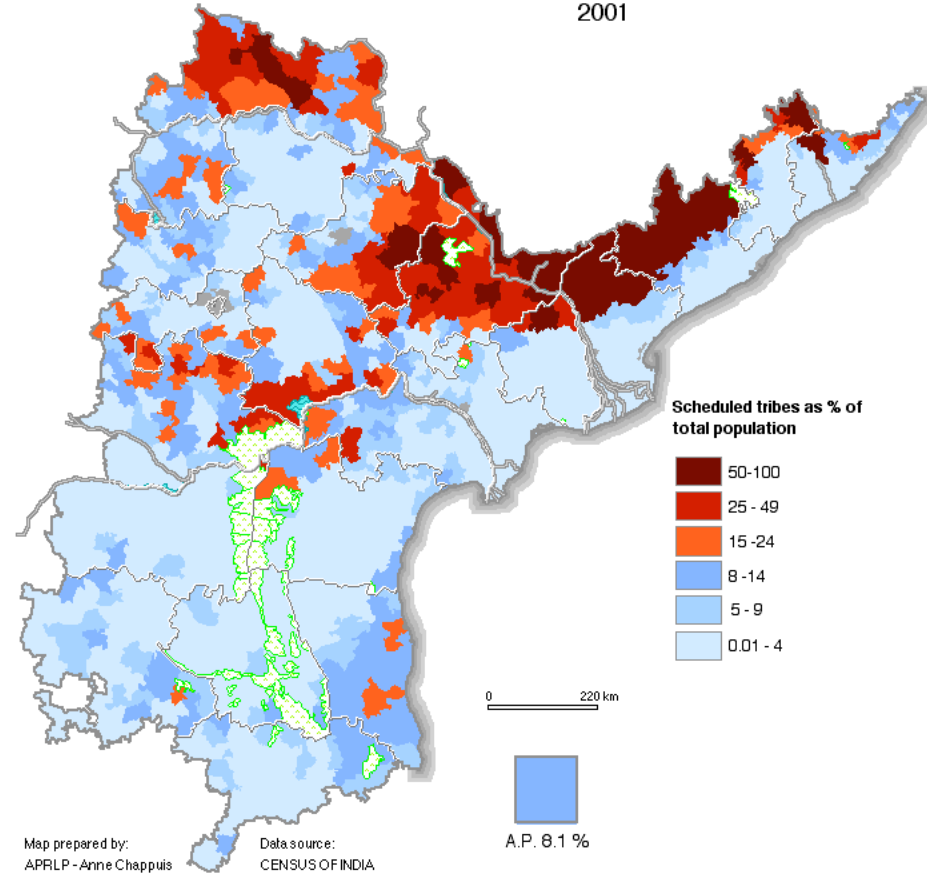 2001
Scheduled tribes as % of
total population
50-100
25 - 49
15 -24
8 -14
5 - 9
0.01 - 4
0 220 km
A.P. 8.1 %
Map prepared by: Data source:
APRLP - Anne Chappuis CENSUS OF INDIA